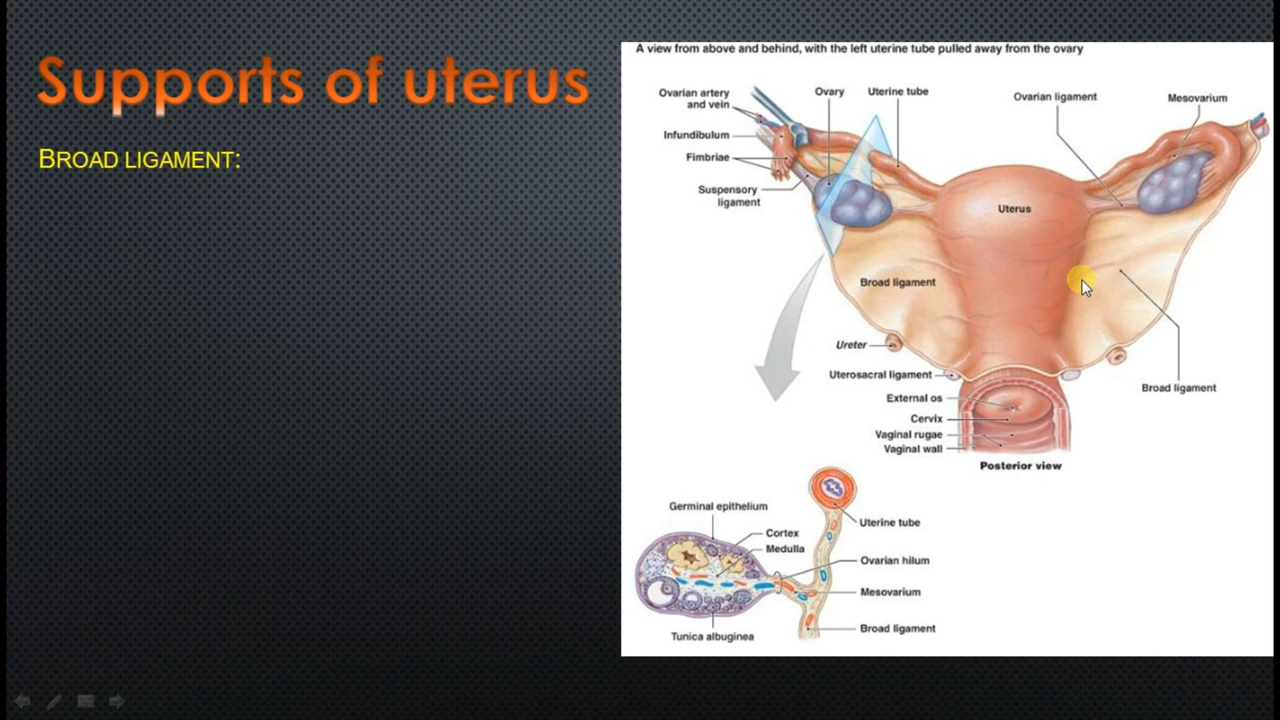 Supports of uterus
BROAD LIGAMENT:
A view from above and behind, with the left uterine tube pulled away from the ovary
Ovarian artery
and vein
Ovary
Uterine tube
Ovarian ligament
Mesovarium
Infundibulum
Fimbriae
Suspensory
ligament
Uterus
Broad ligament
Ureter
Uterosacral ligament
Broad ligament
External os
Cervix
Vaginal rugae
Vaginal wall
Posterior view
Germinal epithelium
Uterine tube
Cortex
Medulla
Ovarian hilum
Mesovarium
Broad ligament
Tunica albuginea